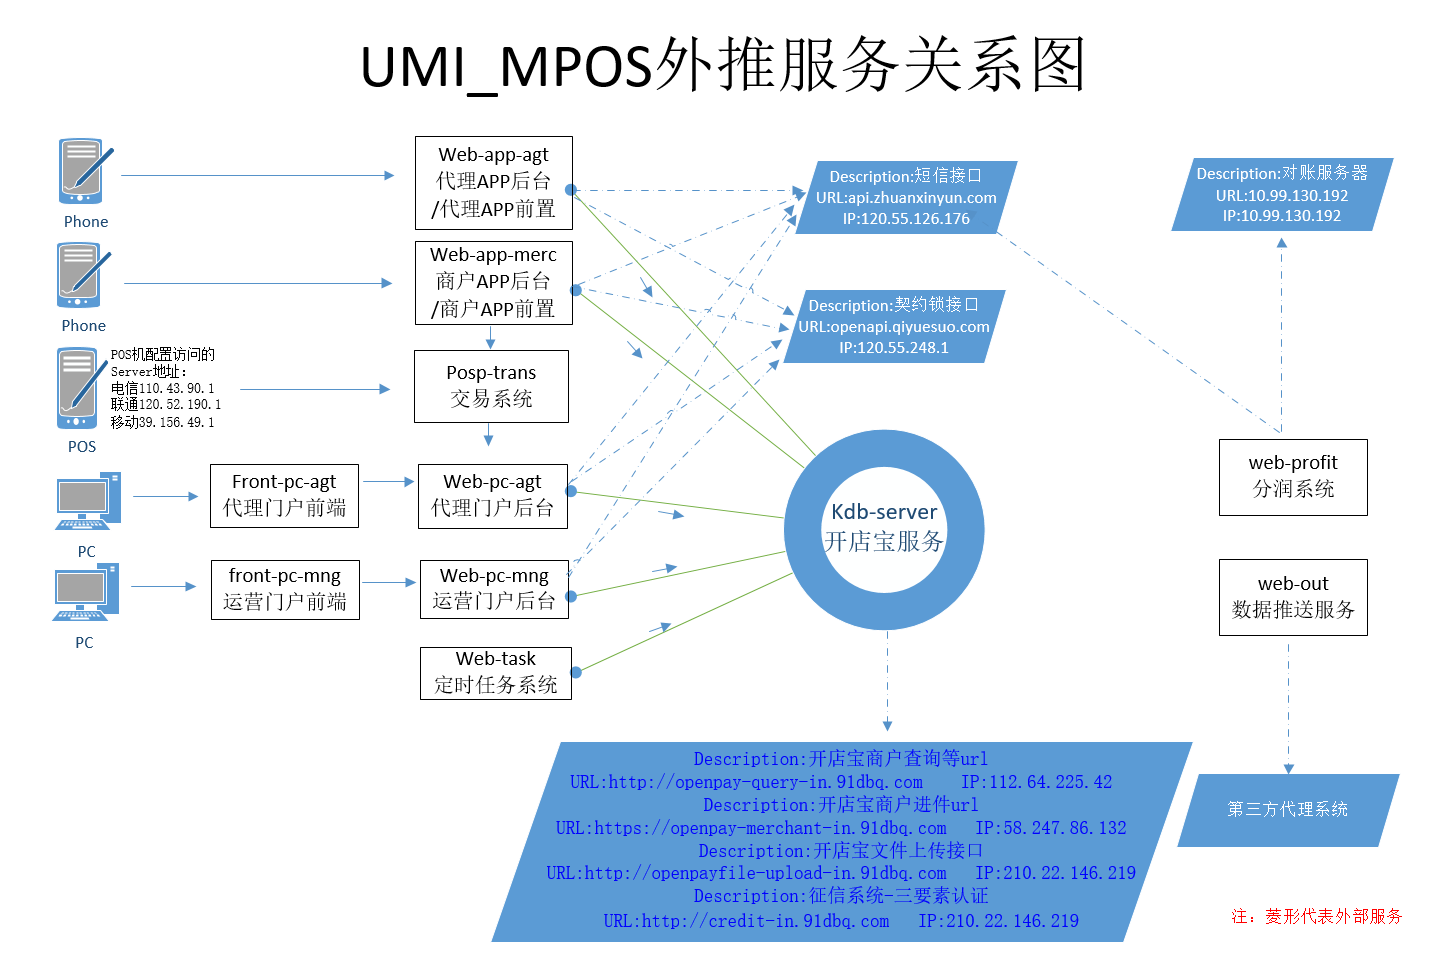 UMI_MPOS外推服务关系图
Phone
Web-app-agt
代理APP后台
/代理APP前置
Description:短信接口
URL:api.zhuanxinyun.com
IP:120.55.126.176
Description:对账服务器
URL:10.99.130.192
IP:10.99.130.192
Phone
Web-app-merc
商户APP后台
/商户APP前置
Description:契约锁接口
URL:openapi.qiyuesuo.com
IP:120.55.248.1
POS机配置访问的
Server地址：
电信110.43.90.1
联通120.52.190.1
移动39.156.49.1
POS
Posp-trans
交易系统
Front-pc-agt
代理门户前端
Web-pc-agt
代理门户后台
PC
Kdb-server
开店宝服务
web-profit
分润系统
front-pc-mng
运营门户前端
Web-pc-mng
运营门户后台
PC
web-out
数据推送服务
Web-task
定时任务系统
Description:开店宝商户查询等url
URL:http://openpay-query-in.91dbq.com IP:112.64.225.42
Description:开店宝商户进件url
URL:https://openpay-merchant-in.91dbq.com IP:58.247.86.132
Description:开店宝文件上传接口
URL:http://openpayfile-upload-in.91dbq.com IP:210.22.146.219
Description:征信系统-三要素认证
URL:http://credit-in.91dbq.com IP:210.22.146.219
第三方代理系统
注：菱形代表外部服务